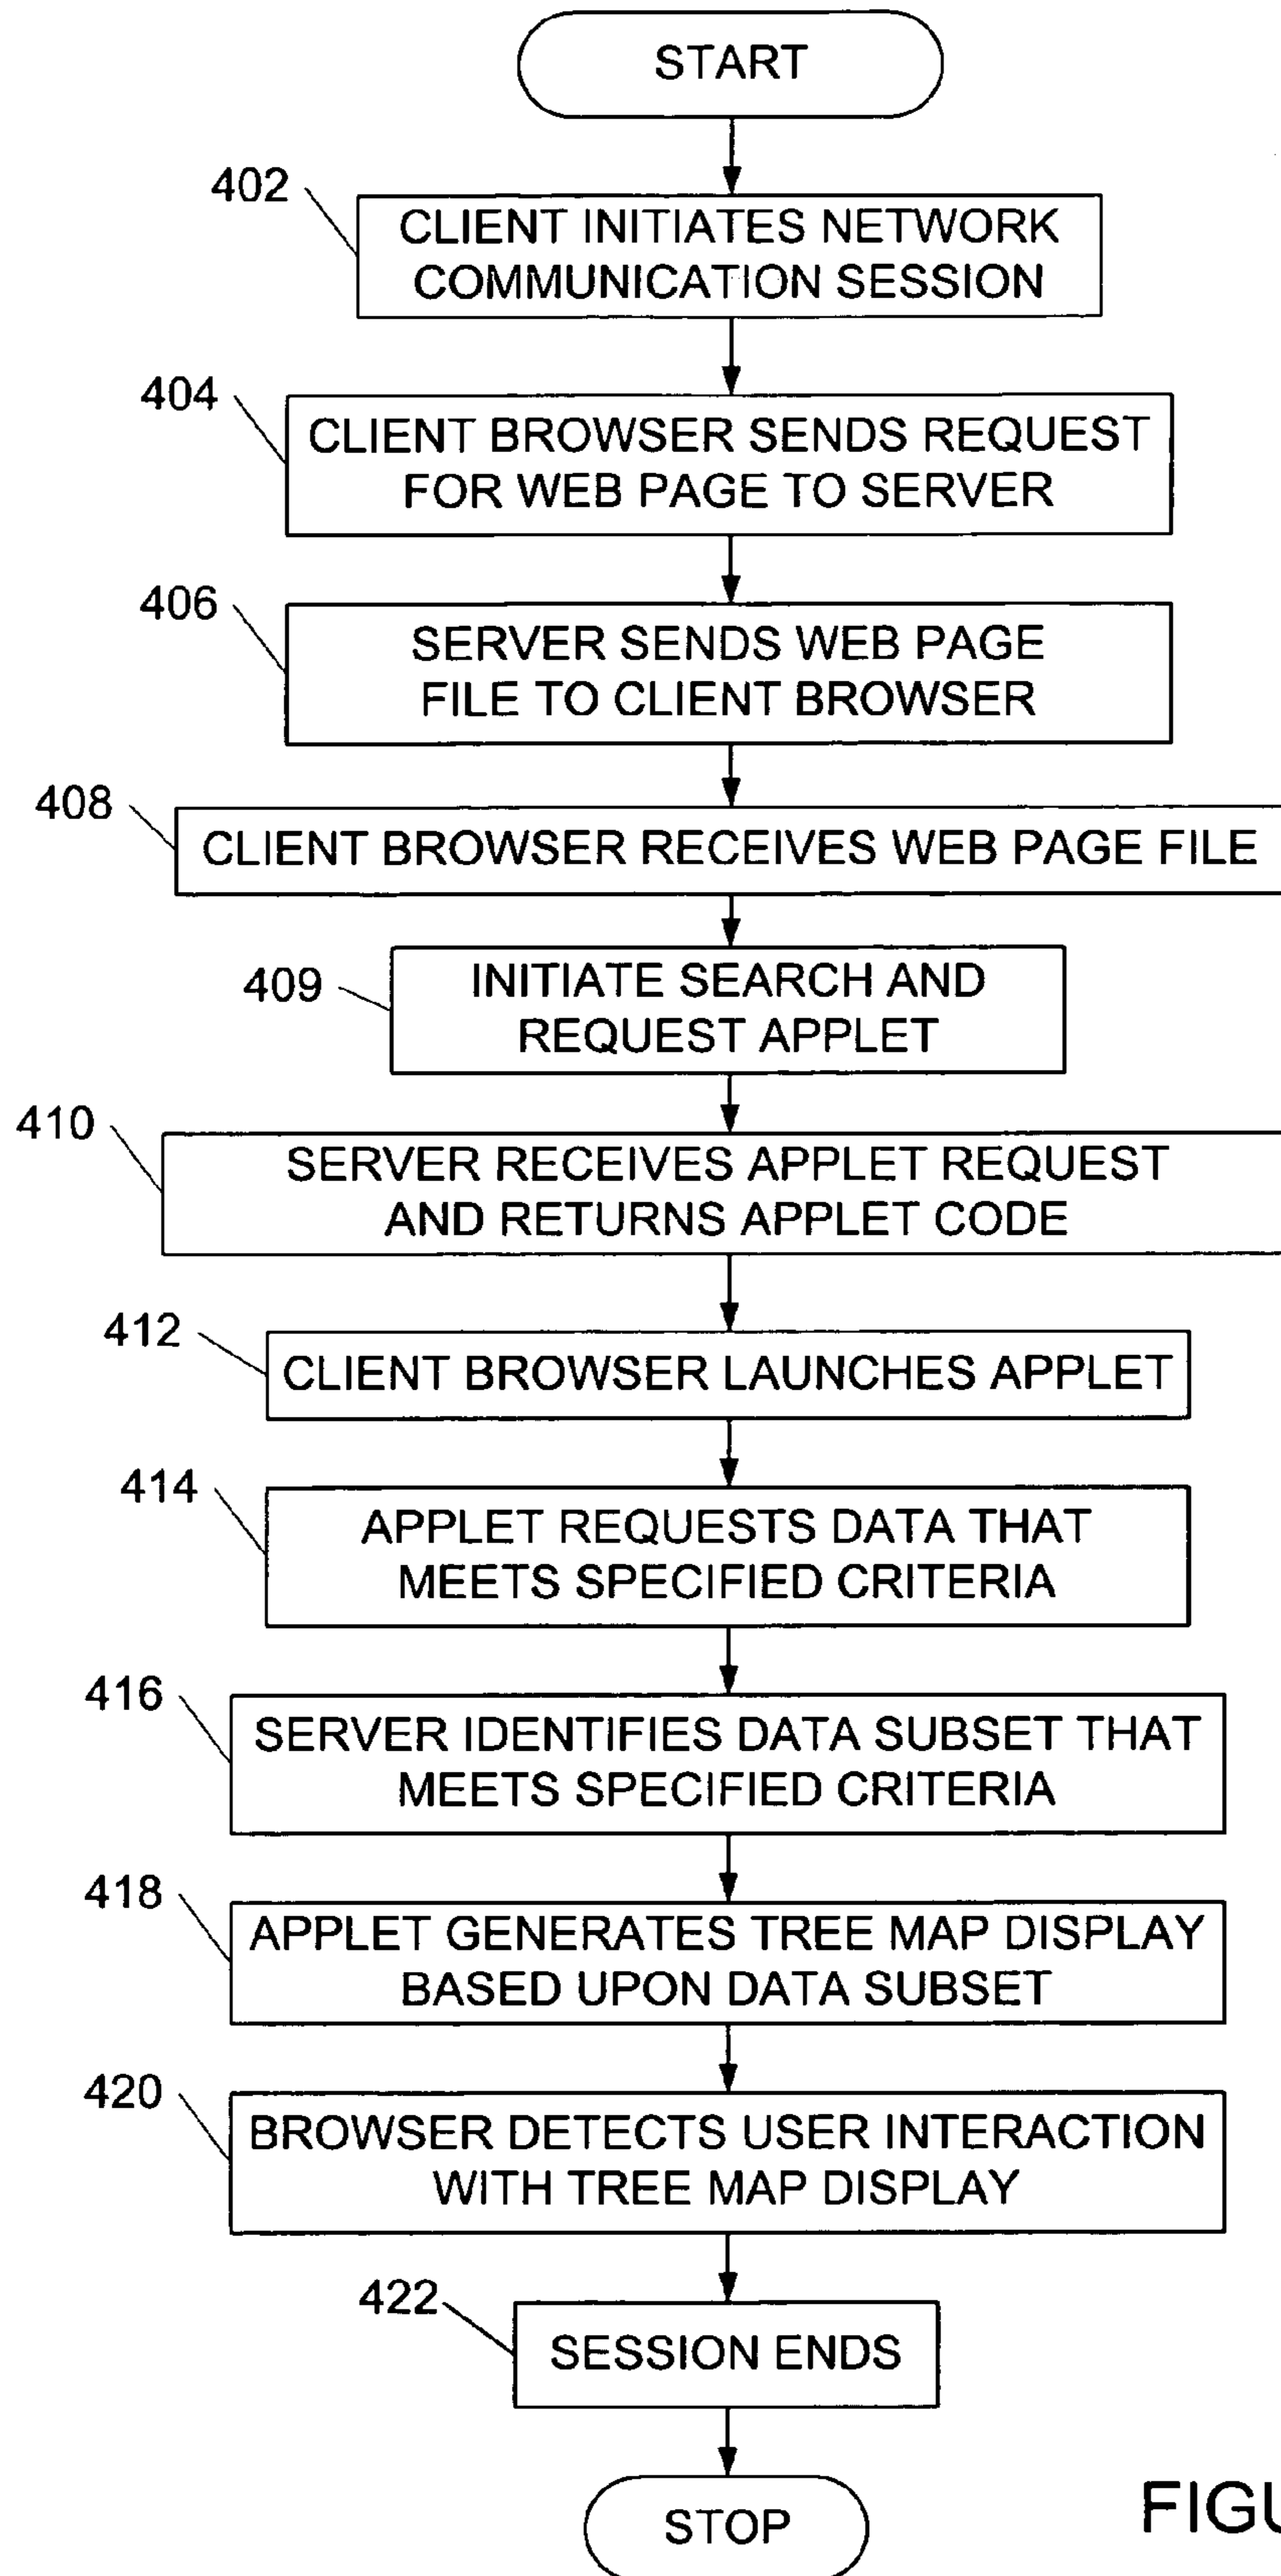 START
402
CLIENT INITIATES NETWORK
COMMUNICATION SESSION
404
CLIENT BROWSER SENDS REQUEST
FOR WEB PAGE TO SERVER
406
SERVER SENDS WEB PAGE
FILE TO CLIENT BROWSER
408
CLIENT BROWSER RECEIVES WEB PAGE FILE
409
INITIATE SEARCH AND
REQUEST APPLET
410
SERVER RECEIVES APPLET REQUEST
AND RETURNS APPLET CODE
412
CLIENT BROWSER LAUNCHES APPLET
414
APPLET REQUESTS DATA THAT
MEETS SPECIFIED CRITERIA
416
SERVER IDENTIFIES DATA SUBSET THAT
MEETS SPECIFIED CRITERIA
418
APPLET GENERATES TREE MAP DISPLAY
BASED UPON DATA SUBSET
420
BROWSER DETECTS USER INTERACTION
WITH TREE MAP DISPLAY
422
SESSION ENDS
STOP